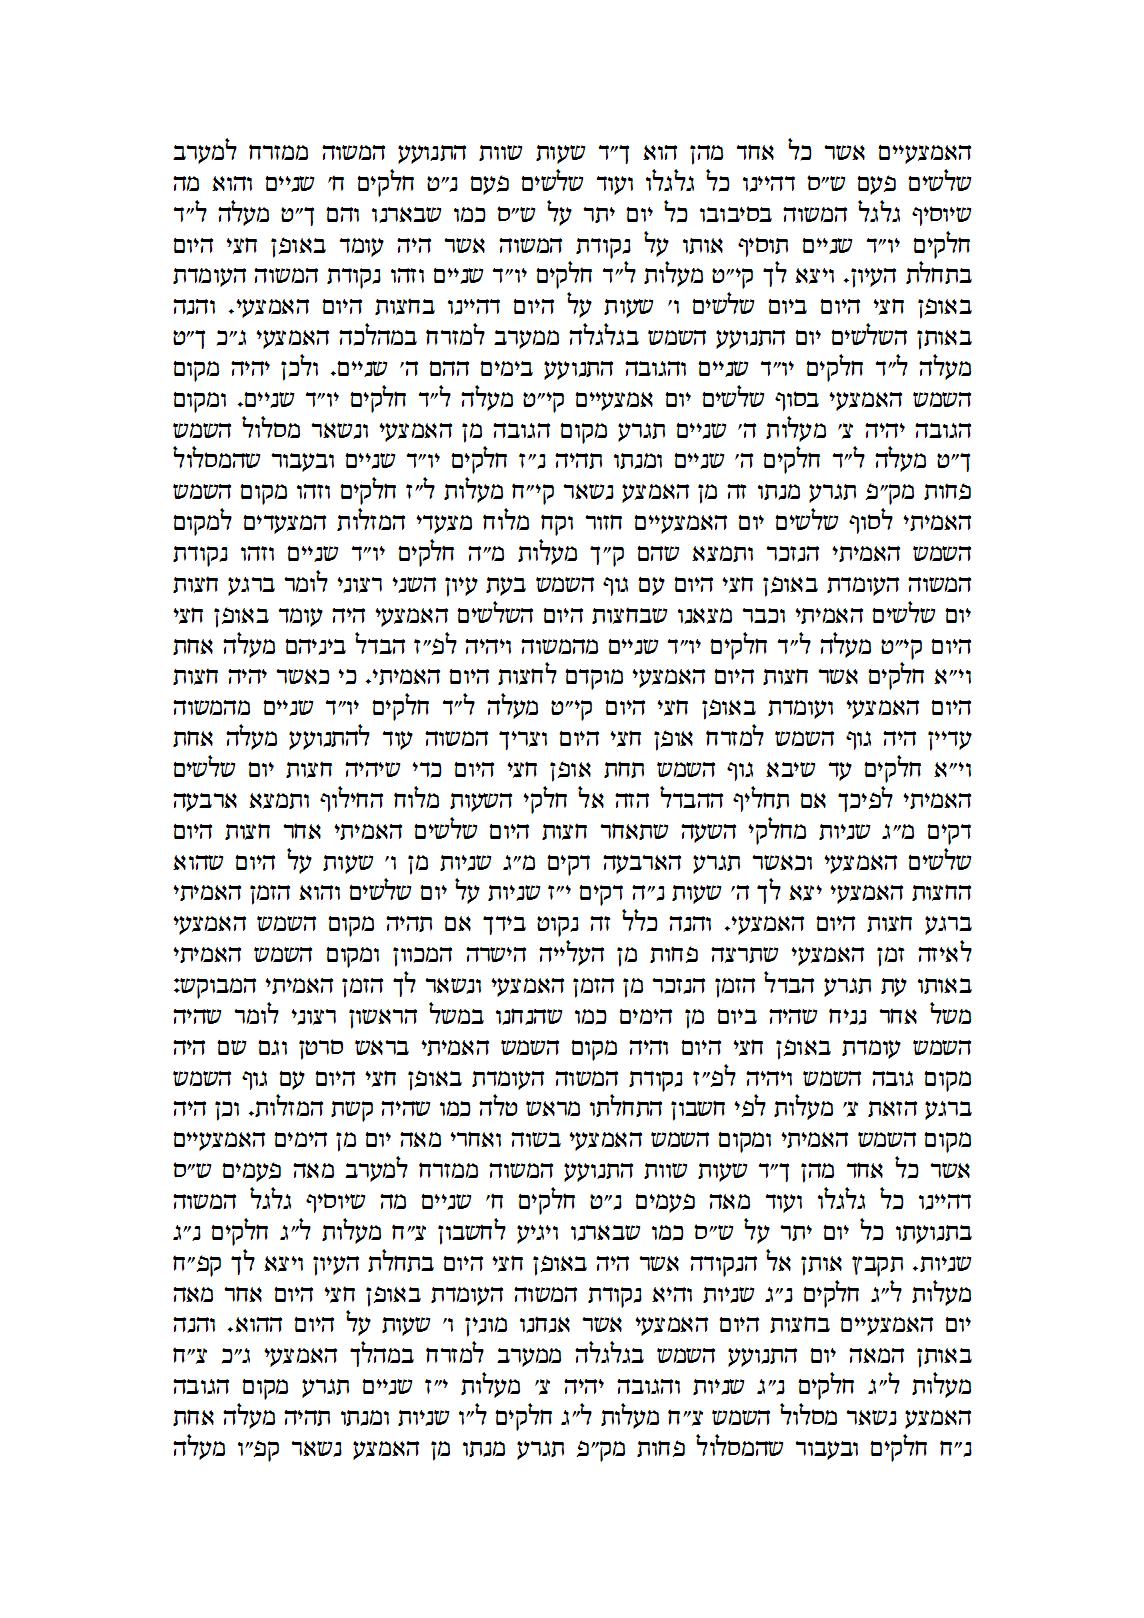 האמצעיים אשר כל אחד מהן הוא ך״ד שעות שוות התנועע המשוה ממזרח למערב
שלשים פעם ש״ס דהיינו כל גלגלו ועוד שלשים פעם נ״ט חלקים ח׳ שניים והוא מה
שיוסיף גלגל המשוה בסיבובו כל יום יתר על ש״ס כמו שבארנו והם ך״ט מעלה ל״ד
חלקים יו״ד שניים תוסיף אותו על נקודת המשוה אשר היה עומד באופן חצי היום
בתחלת העיון. ויצא לך קי״ט מעלות ל״ד חלקים יו״ד שניים וזהו נקודת המשוה העומדת
באופן חצי היום ביום שלשים ו׳ שעות על היום דהיינו בחצות היום האמצעי. והנה
באותן השלשים יום התנועע השמש בגלגלה ממערב למזרח במהלכה האמצעי ג״כ ך״ט
מעלה ל״ד חלקים יו״ד שניים והגובה התנועע בימים ההם ה׳ שניים. ולכן יהיה מקום
השמש האמצעי בסוף שלשים יום אמצעיים קי״ט מעלה ל״ד חלקים יו״ד שניים. ומקום
הגובה יהיה צ׳ מעלות ה׳ שניים תגרע מקום הגובה מן האמצעי ונשאר מסלול השמש
ך״ט מעלה ל״ד חלקים ה׳ שניים ומנתו תהיה נ״ז חלקים יו״ד שניים ובעבור שהמסלול
פחות מק״פ תגרע מנתו זה מן האמצע נשאר קי״ח מעלות ל״ז חלקים וזהו מקום השמש
האמיתי לסוף שלשים יום האמצעיים חזור וקח מלוח מצעדי המזלות המצעדים למקום
השמש האמיתי הנזכר ותמצא שהם ק״ך מעלות מ״ה חלקים יו״ד שניים וזהו נקודת
המשוה העומדת באופן חצי היום עם גוף השמש בעת עיון השני רצוני לומר ברגע חצות
יום שלשים האמיתי וכבר מצאנו שבחצות היום השלשים האמצעי היה עומד באופן חצי
היום קי״ט מעלה ל״ד חלקים יו״ד שניים מהמשוה ויהיה לפ״ז הבדל ביניהם מעלה אחת
וי״א חלקים אשר חצות היום האמצעי מוקדם לחצות היום האמיתי. כי כאשר יהיה חצות
היום האמצעי ועומדת באופן חצי היום קי״ט מעלה ל״ד חלקים יו״ד שניים מהמשוה
עדיין היה גוף השמש למזרח אופן חצי היום וצריך המשוה עוד להתנועע מעלה אחת
וי״א חלקים עד שיבא גוף השמש תחת אופן חצי היום כדי שיהיה חצות יום שלשים
האמיתי לפיכך אם תחליף ההבדל הזה אל חלקי השעות מלוח החילוף ותמצא ארבעה
דקים מ״ג שניות מחלקי השעה שתאחר חצות היום שלשים האמיתי אחר חצות היום
שלשים האמצעי וכאשר תגרע הארבעה דקים מ״ג שניות מן ו׳ שעות על היום שהוא
החצות האמצעי יצא לך ה׳ שעות נ״ה דקים י״ז שניות על יום שלשים והוא הזמן האמיתי
ברגע חצות היום האמצעי. והנה כלל זה נקוט בידך אם תהיה מקום השמש האמצעי
לאיזה זמן האמצעי שתרצה פחות מן העלייה הישרה המכוון ומקום השמש האמיתי
באותו עת תגרע הבדל הזמן הנזכר מן הזמן האמצעי ונשאר לך הזמן האמיתי המבוקש:
משל אחר נניח שהיה ביום מן הימים כמו שהנחנו במשל הראשון רצוני לומר שהיה
השמש עומדת באופן חצי היום והיה מקום השמש האמיתי בראש סרטן וגם שם היה
מקום גובה השמש ויהיה לפ״ז נקודת המשוה העומדת באופן חצי היום עם גוף השמש
ברגע הזאת צ׳ מעלות לפי חשבון התחלתו מראש טלה כמו שהיה קשת המזלות. וכן היה
מקום השמש האמיתי ומקום השמש האמצעי בשוה ואחרי מאה יום מן הימים האמצעיים
אשר כל אחד מהן ך״ד שעות שוות התנועע המשוה ממזרח למערב מאה פעמים ש״ס
דהיינו כל גלגלו ועוד מאה פעמים נ״ט חלקים ח׳ שניים מה שיוסיף גלגל המשוה
בתנועתו כל יום יתר על ש״ס כמו שבארנו ויגיע לחשבון צ״ח מעלות ל״ג חלקים נ״ג
שניות. תקבץ אותן אל הנקודה אשר היה באופן חצי היום בתחלת העיון ויצא לך קפ״ח
מעלות ל״ג חלקים נ״ג שניות והיא נקודת המשוה העומדת באופן חצי היום אחר מאה
יום האמצעיים בחצות היום האמצעי אשר אנחנו מונין ו׳ שעות על היום ההוא. והנה
באותן המאה יום התנועע השמש בגלגלה ממערב למזרח במהלך האמצעי ג״כ צ״ח
מעלות ל״ג חלקים נ״ג שניות והגובה יהיה צ׳ מעלות י״ז שניים תגרע מקום הגובה
האמצע נשאר מסלול השמש צ״ח מעלות ל״ג חלקים ל״ו שניות ומנתו תהיה מעלה אחת
נ״ח חלקים ובעבור שהמסלול פחות מק״פ תגרע מנתו מן האמצע נשאר קפ״ו מעלה